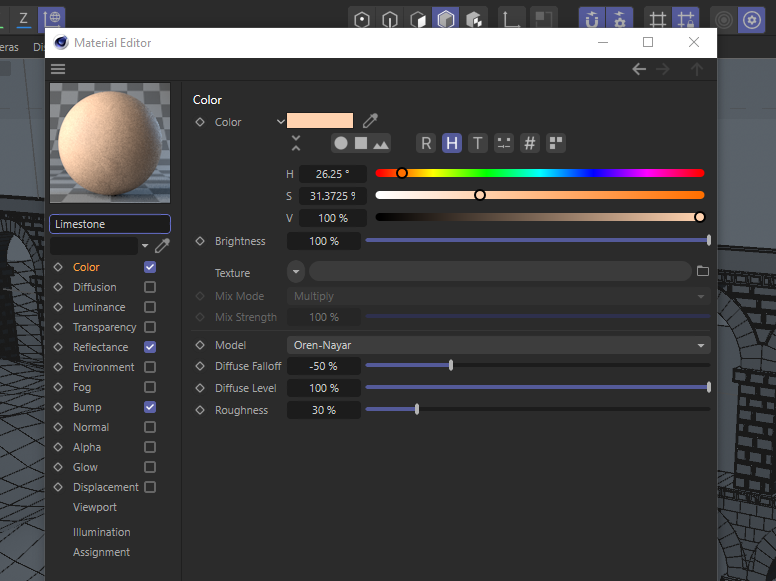 Z
eras
Dis
Material Editor
Color
Color
R H T #
H 26.25 °
S 31.3725 %
V 100 %
Limestone
Brightness 100 %
Color
Texture
Diffusion
Mix Mode Multiply
Luminance
Mix Strength 100 %
Transparency
Reflectance
Model Oren-Nayar
Environment
Diffuse Falloff -50 %
Fog
Diffuse Level 100 %
Bump
Roughness 30 %
Normal
Alpha
Glow
Displacement
Viewport
Illumination
Assignment